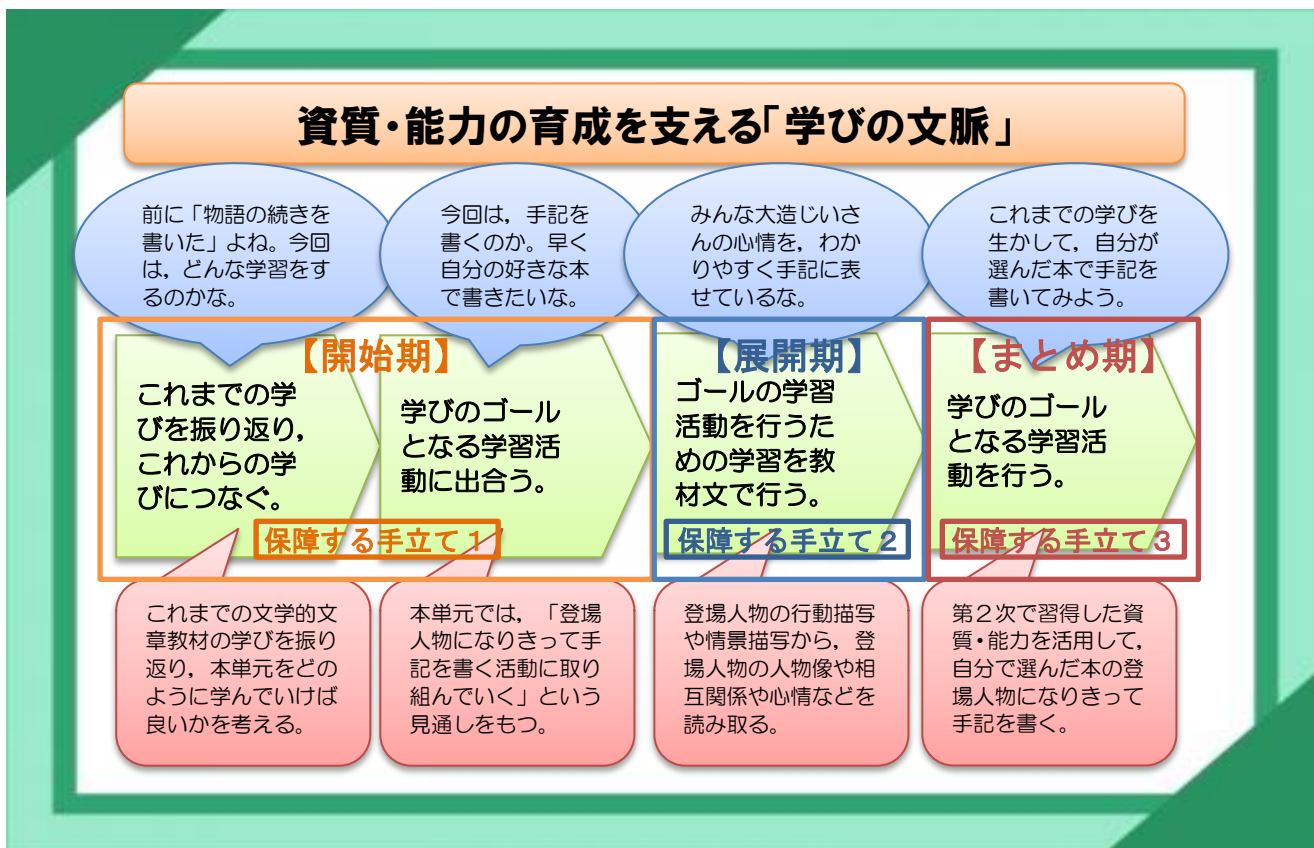 資質・能力の育成を支える「学びの文脈」
前に「物語の続きを
書いた」よね。今回
は，どんな学習をす
るのかな。
今回は，手記を
書くのか。早く
自分の好きな本
で書きたいな。
みんな大造じいさ
んの心情を，わか
りやすく手記に表
せているな。
これまでの学びを
生かして，自分が
選んだ本で手記を
書いてみよう。
【開始期】
これまでの学
びを振り返り，
これからの学
びにつなぐ。
学びのゴール
となる学習活
動に出合う。
保障する手立て１
【展開期】
ゴールの学習
活動を行うた
めの学習を教
材文で行う。
保障する手立て２
【まとめ期】
学びのゴール
となる学習活
動を行う。
保障する手立て３
これまでの文学的文
章教材の学びを振り
返り，本単元をどの
ように学んでいけば
良いかを考える。
本単元では，「登場
人物になりきって手
記を書く活動に取り
組んでいく」という
見通しをもつ。
登場人物の行動描写
や情景描写から，登
場人物の人物像や相
互関係や心情などを
読み取る。
第２次で習得した資
質・能力を活用して，
自分で選んだ本の登
場人物になりきって
手記を書く。